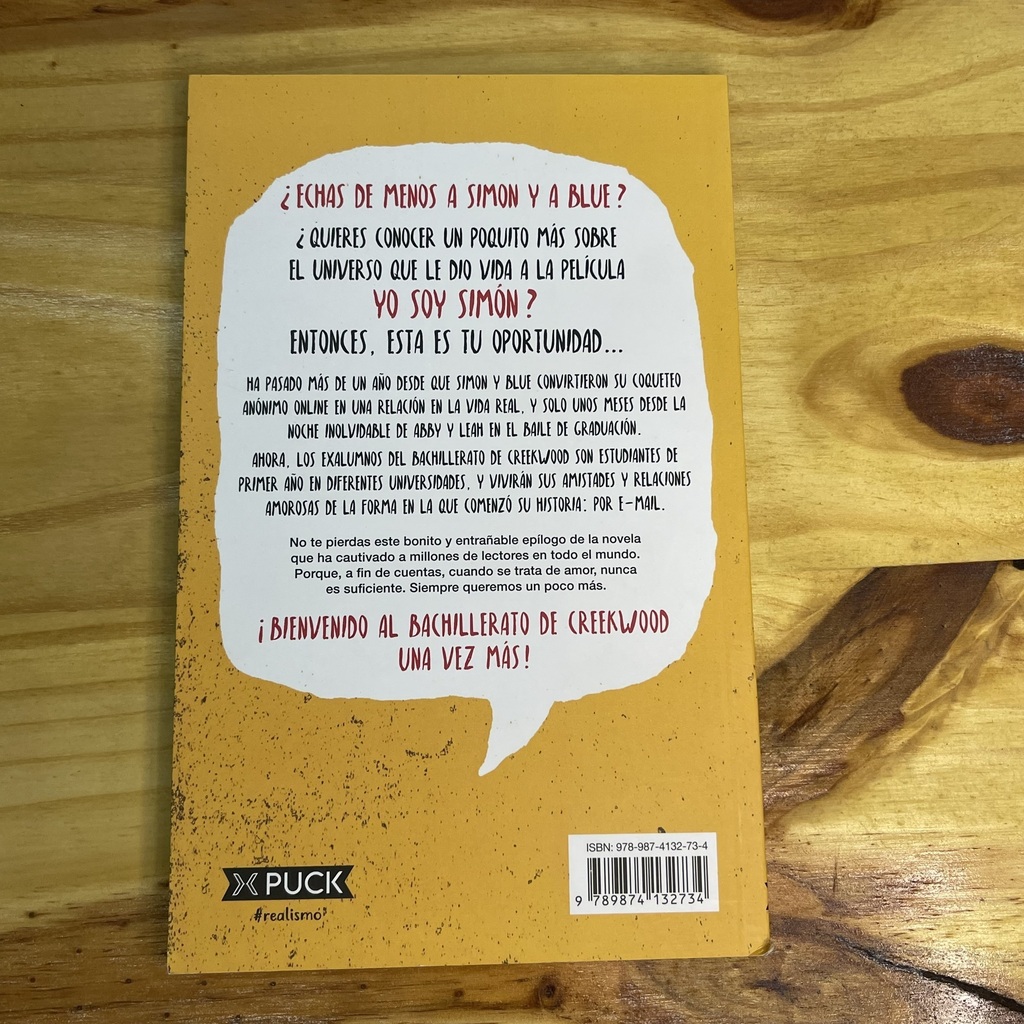 ¿ECHAS DE MENOS A SIMON Y A BLUE?
¿QUIERES CONOCER UN POQUITO MÁS SOBRE
EL UNIVERSO QUE LE DIO VIDA A LA PELÍCULA
YO SOY SIMÓN?
ENTONCES, ESTA ES TU OPORTUNIDAD...
HA PASADO MÁS DE UN AÑO DESDE QUE SIMON Y BLUE CONVIRTIERON SU COQUETEO
ANÓNIMO ONLINE EN UNA RELACIÓN EN LA VIDA REAL, Y SOLO UNOS MESES DESDE LA
NOCHE INOLVIDABLE DE ABBY Y LEAH EN EL BAILE DE GRADUACIÓN.
AHORA, LOS EXALUMNOS DEL BACHILLERATO DE CREEKWOOD SON ESTUDIANTES DE
PRIMER AÑO EN DIFERENTES UNIVERSIDADES, Y VIVIRÁN SUS AMISTADES Y RELACIONES
AMOROSAS DE LA FORMA EN LA QUE COMENZÓ SU HISTORIA: POR E-MAIL.
No te pierdas este bonito y entrañable epílogo de la novela
que ha cautivado a millones de lectores en todo el mundo.
Porque, a fin de cuentas, cuando se trata de amor, nunca
es suficiente. Siempre queremos un poco más.
¡BIENVENIDO AL BACHILLERATO DE CREEKWOOD
UNA VEZ MÁS!
PUCK
#realismo
ISBN: 978-987-4132-73-4
9 789874 132734